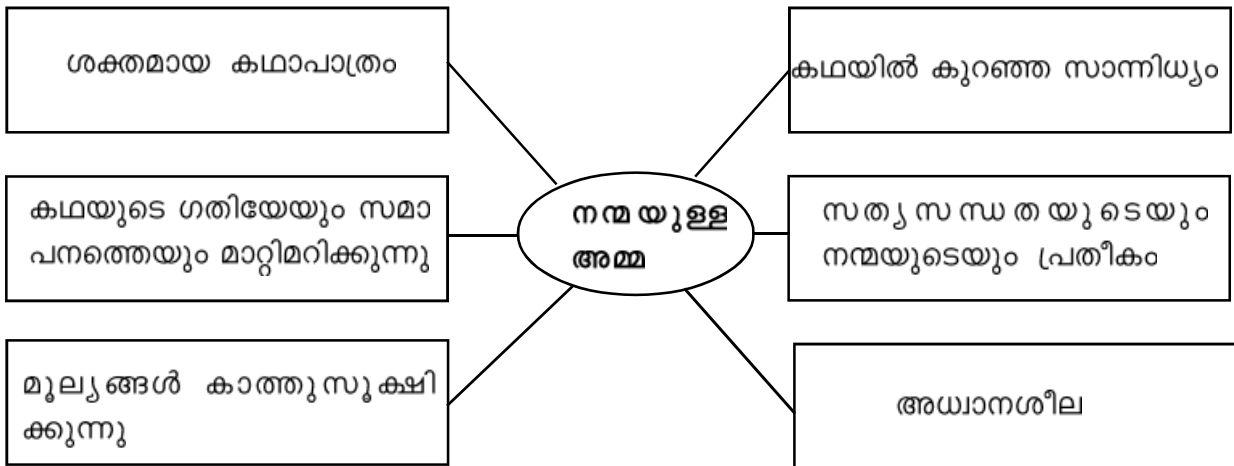 ശക്തമായ കഥാപാത്രം
കഥയിൽ കുറഞ്ഞ സാന്നിധ്യം
കഥയുടെ ഗതിയേയും സമാ
പനത്തെയും മാറ്റിമറിക്കുന്നു
നന്മയുള്ള
അമ്മ
സത്യസന്ധതയുടെയും
നന്മയുടെയും പ്രതീകം
മൂല്യങ്ങൾ കാത്തുസൂക്ഷി
ക്കുന്നു
അധ്വാനശീല